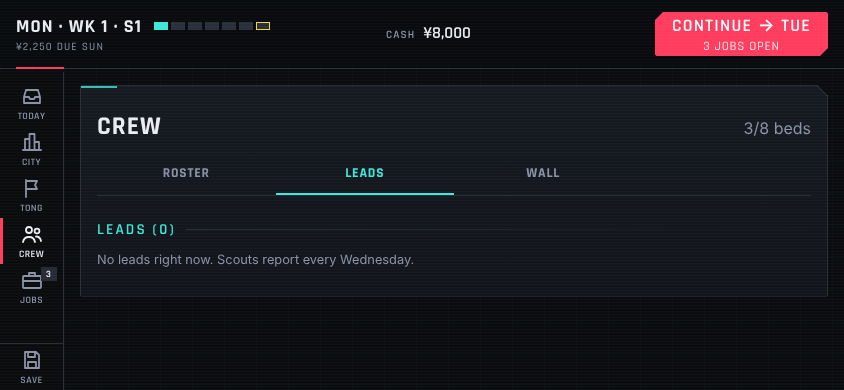 MON · WK 1 · S1
¥2,250 DUE SUN
CASH ¥8,000
CONTINUE → TUE
3 JOBS OPEN
TODAY
CITY
TONG
CREW
3
JOBS
SAVE
CREW
3/8 beds
ROSTER LEADS WALL
LEADS (0)
No leads right now. Scouts report every Wednesday.